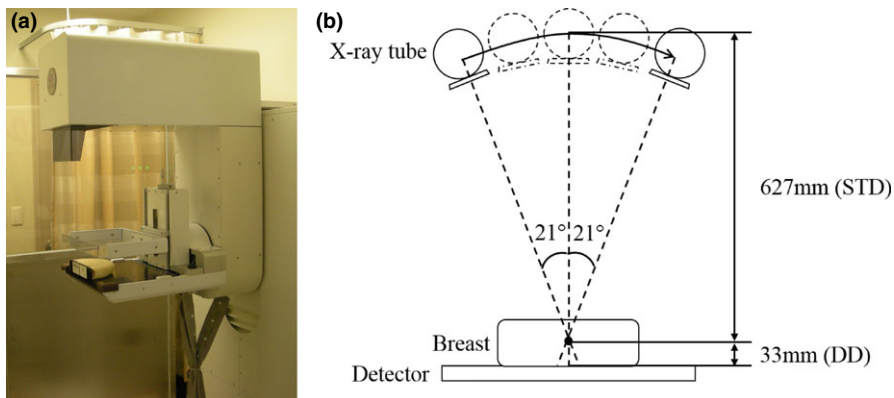 (a)
(b)
X-ray tube
627mm (STD)
21° 21°
Breast
33mm (DD)
Detector